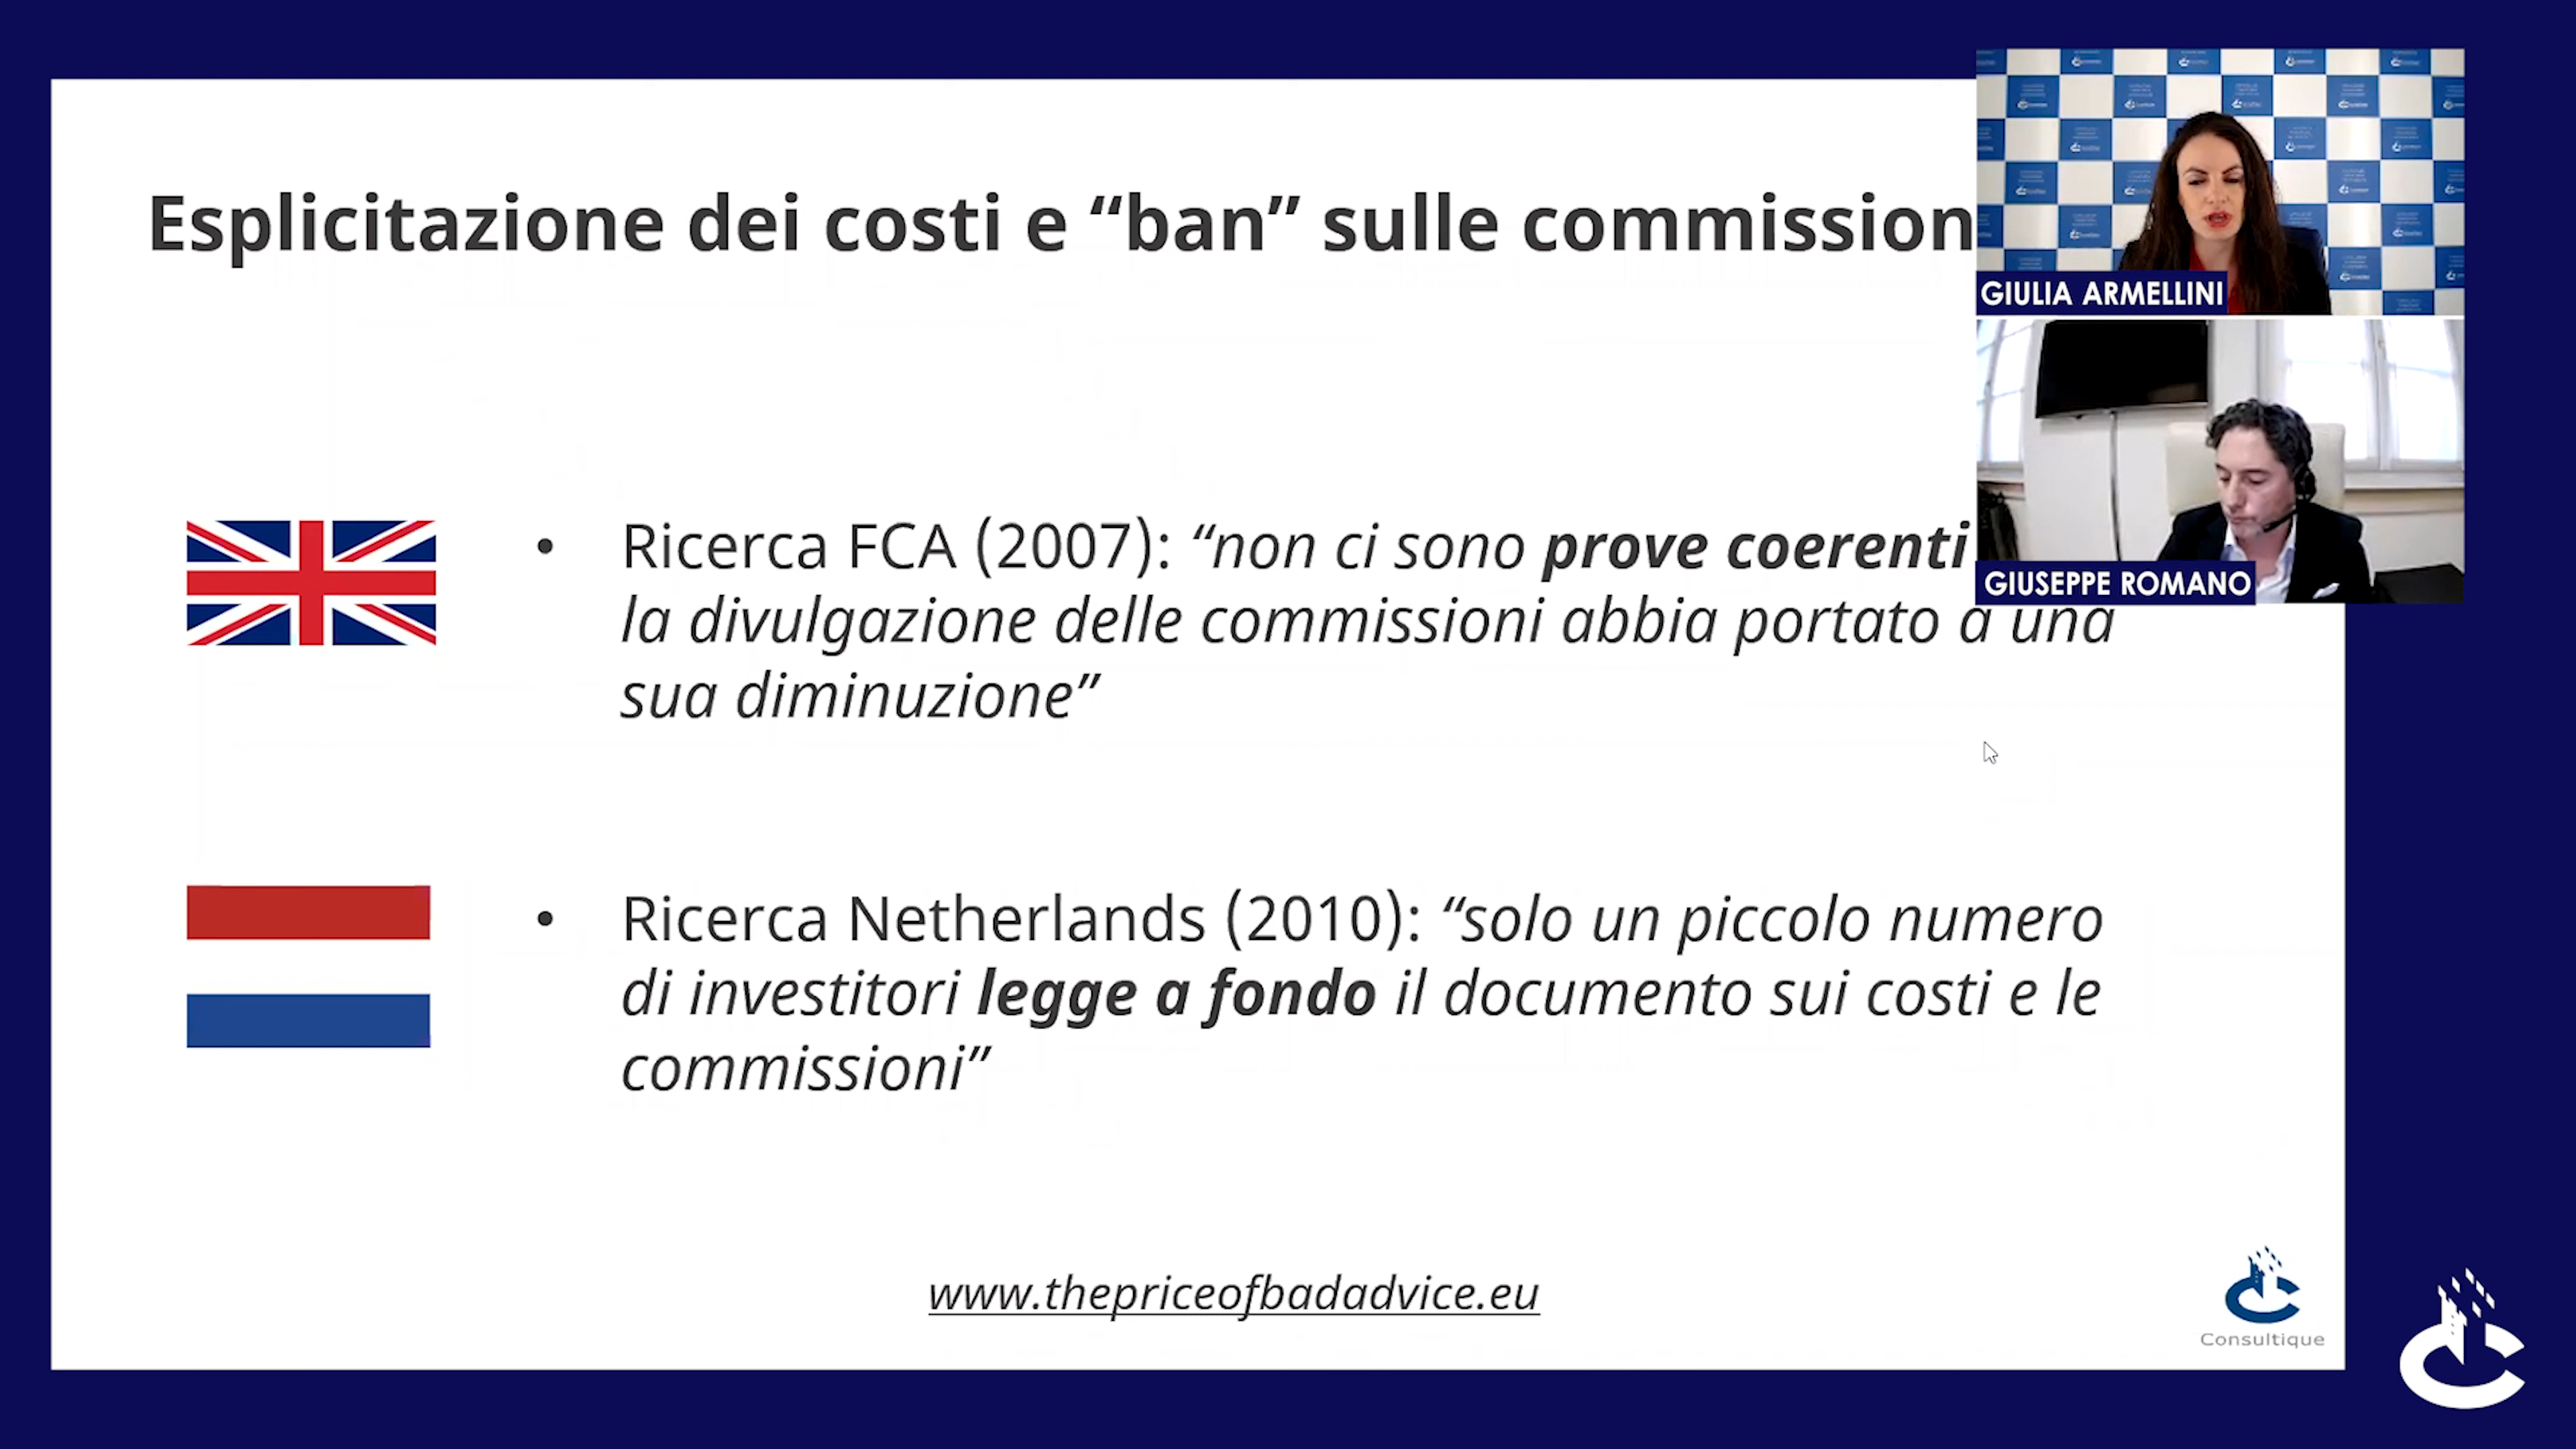 Esplicitazione dei costi e “ban” sulle commission
GIULIA ARMELLINI
GIUSEPPE ROMANO
• Ricerca FCA (2007): “non ci sono prove coerenti
la divulgazione delle commissioni abbia portato a una
sua diminuzione”
• Ricerca Netherlands (2010): “solo un piccolo numero
di investitori legge a fondo il documento sui costi e le
commissioni”
www.thepriceofbadadvice.eu
Consultique